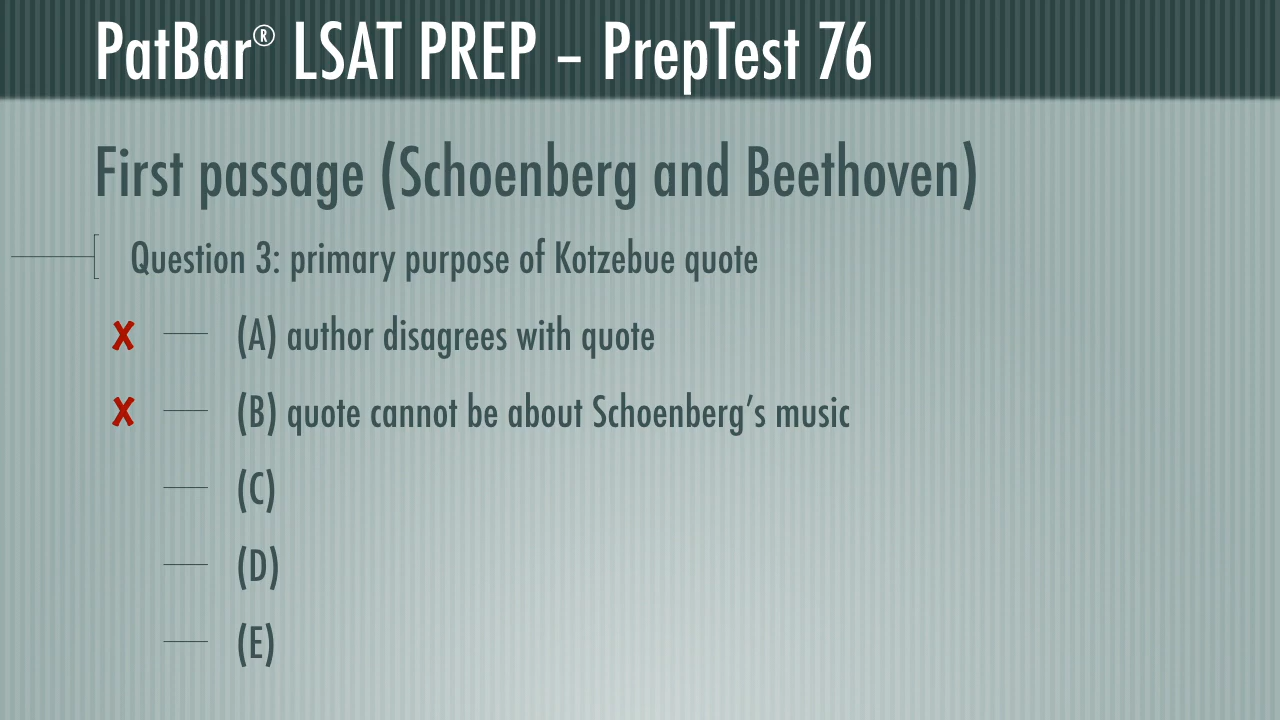 PatBar® LSAT PREP – PrepTest 76
First passage (Schoenberg and Beethoven)
Question 3: primary purpose of Kotzebue quote
✘ (A) author disagrees with quote
✘ (B) quote cannot be about Schoenberg’s music
(C)
(D)
(E)